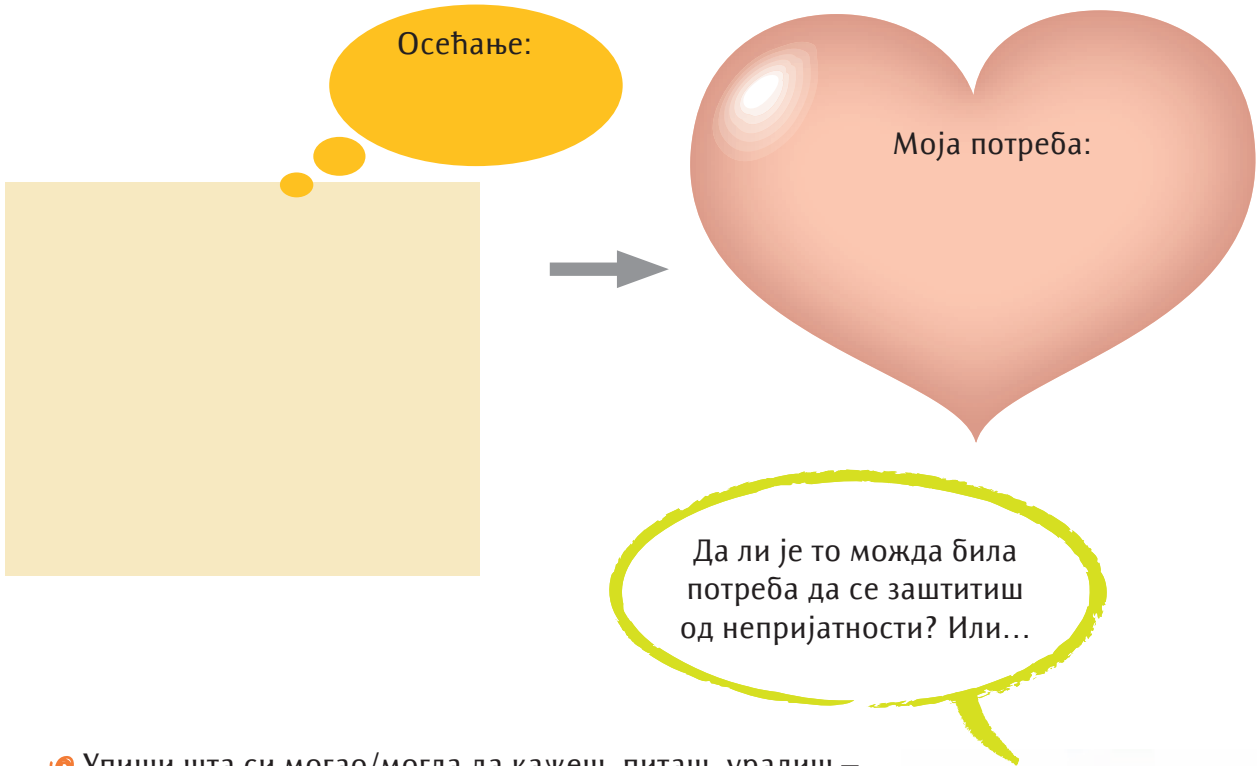 Осећање:
Моја потреба:
Да ли је то можда била
потреба да се заштитиш
од непријатности? Или...
Упиши шта си могао/могла да кажеш, питаш, урадиш –